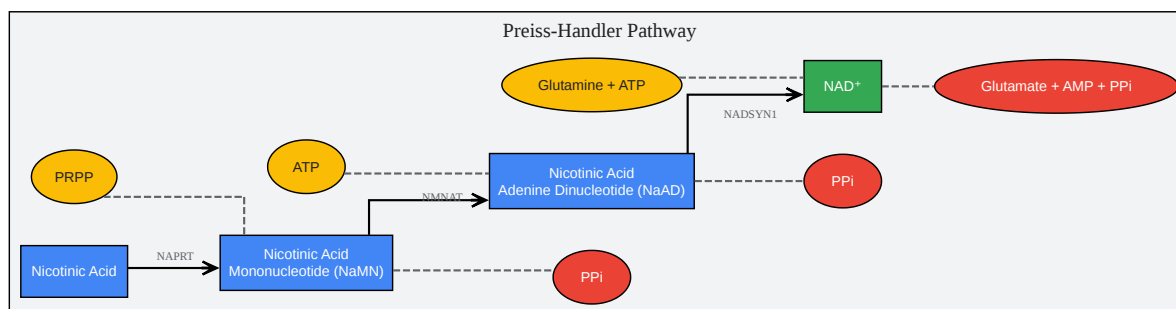 Preiss-Handler Pathway
Glutamine + ATP
NAD⁺
Glutamate + AMP + PPi
NADSYN1
PRPP
ATP
Nicotinic Acid
Adenine Dinucleotide (NaAD)
PPi
NMNAT
Nicotinic Acid
NAPRT
Nicotinic Acid
Mononucleotide (NaMN)
PPi